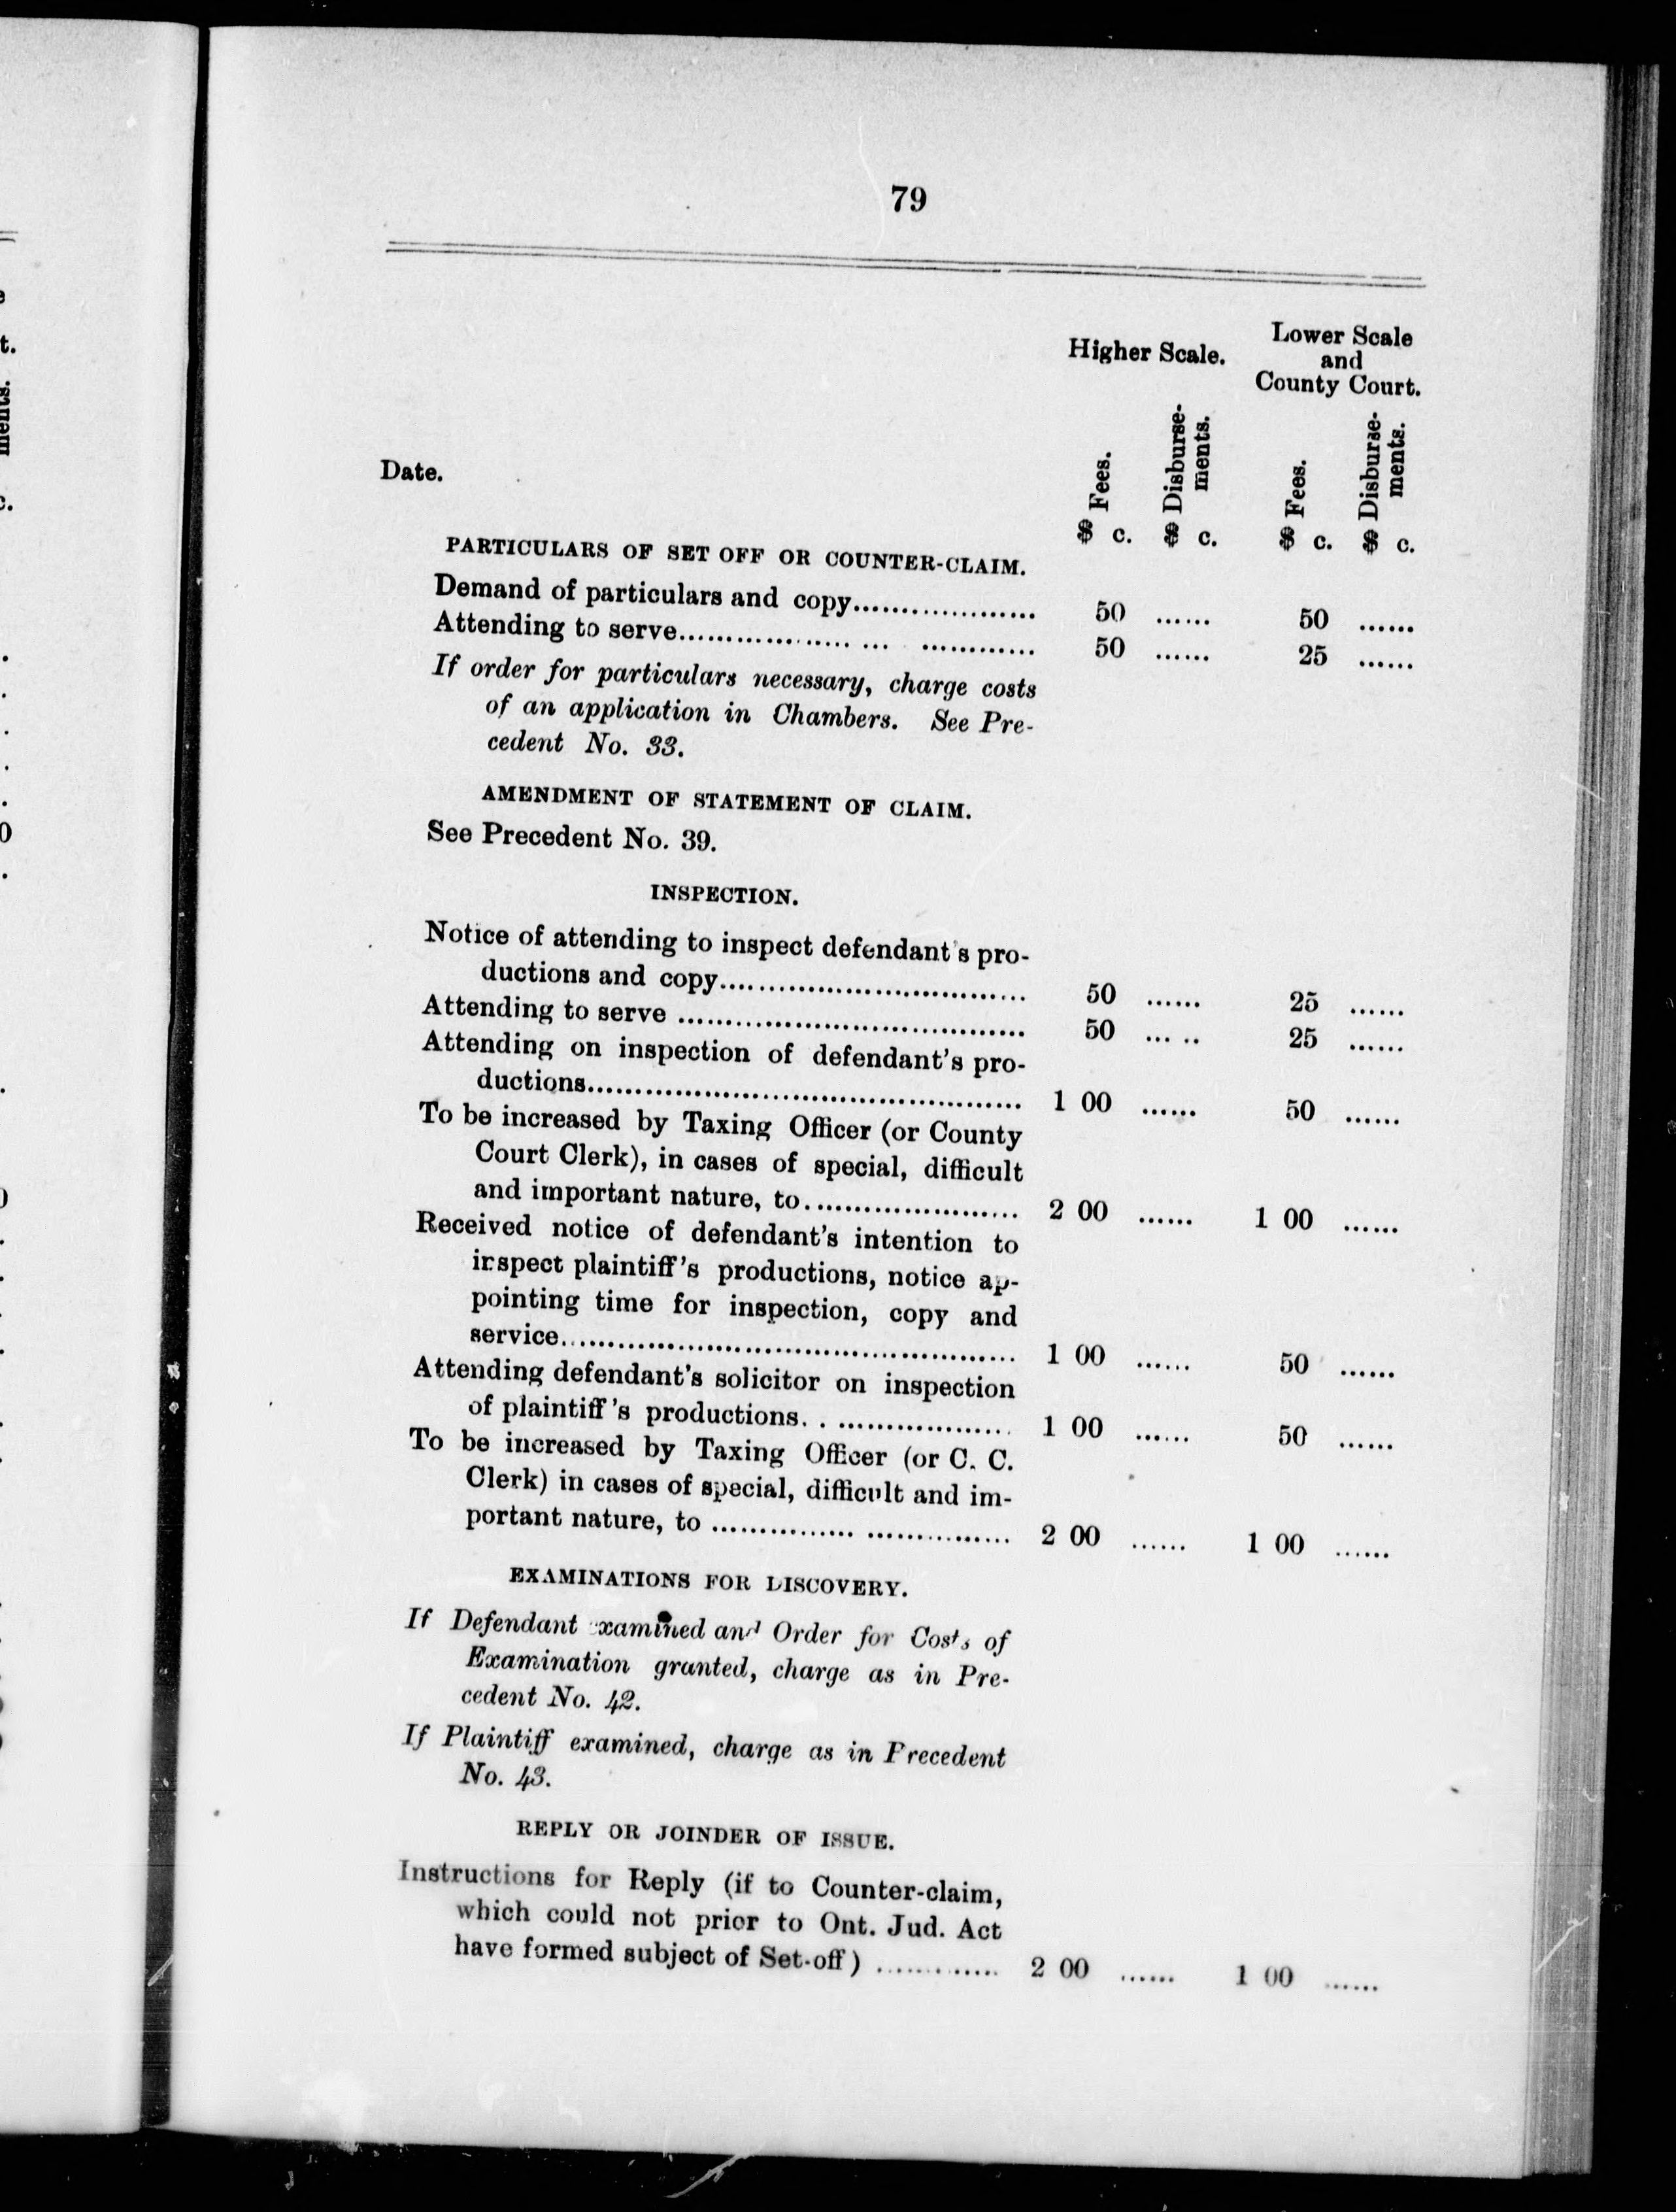 79
Higher Scale.
Lower Scale
and
County Court.
Date.
Fees.
Disburse-
ments.
Fees.
Disburse-
ments.
$ c. $ c. $ c. $ c.
PARTICULARS OF SET OFF OR COUNTER-CLAIM.
Demand of particulars and copy.................... 50 ...... 50 ......
Attending to serve..................... ... ............ 50 ...... 25 ......
If order for particulars necessary, charge costs
of an application in Chambers. See Pre-
cedent No. 33.
AMENDMENT OF STATEMENT OF CLAIM.
See Precedent No. 39.
INSPECTION.
Notice of attending to inspect defendant's pro-
ductions and copy................................. 50 ...... 25 ......
Attending to serve ..................................... 50 ... .. 25 ......
Attending on inspection of defendant's pro-
ductions.............................................. 1 00 ...... 50 ......
To be increased by Taxing Officer (or County
Court Clerk), in cases of special, difficult
and important nature, to....................... 2 00 ...... 1 00 ......
Received notice of defendant's intention to
inspect plaintiff's productions, notice ap-
pointing time for inspection, copy and
service................................................ 1 00 ...... 50 ......
Attending defendant's solicitor on inspection
of plaintiff's productions. . ................... 1 00 ...... 50 ......
To be increased by Taxing Officer (or C. C.
Clerk) in cases of special, difficult and im-
portant nature, to ............... ............... 2 00 ...... 1 00 ......
EXAMINATIONS FOR DISCOVERY.
If Defendant examined and Order for Costs of
Examination granted, charge as in Pre-
cedent No. 42.
If Plaintiff examined, charge as in Precedent
No. 43.
REPLY OR JOINDER OF ISSUE.
Instructions for Reply (if to Counter-claim,
which could not prior to Ont. Jud. Act
have formed subject of Set-off) ............. 2 00 ...... 1 00 ......